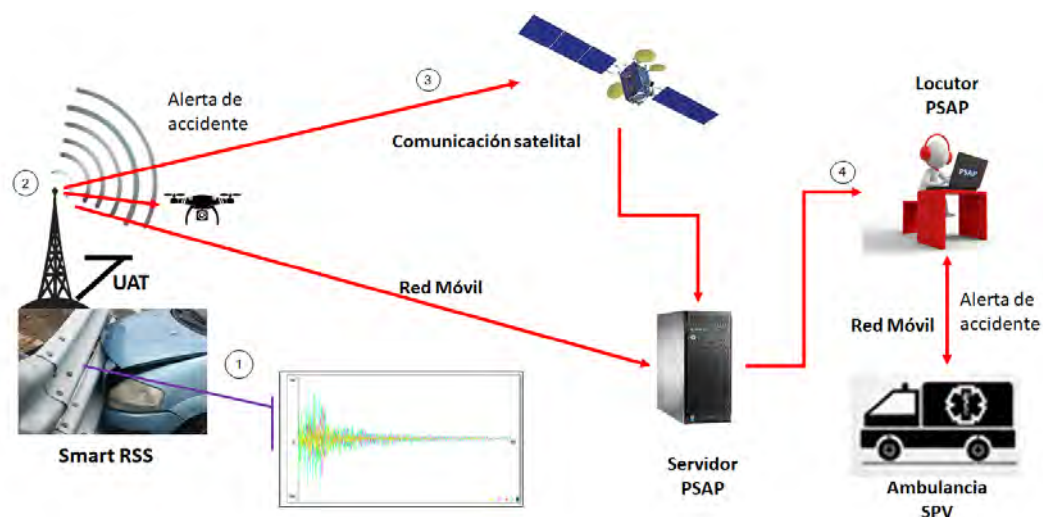 3
Alerta de
accidente
Comunicación satelital
Locutor
PSAP
2
4
PSAP
UAT
Red Móvil
Alerta de
accidente
Red Móvil
1
Smart RSS
Servidor
PSAP
Ambulancia
SPV